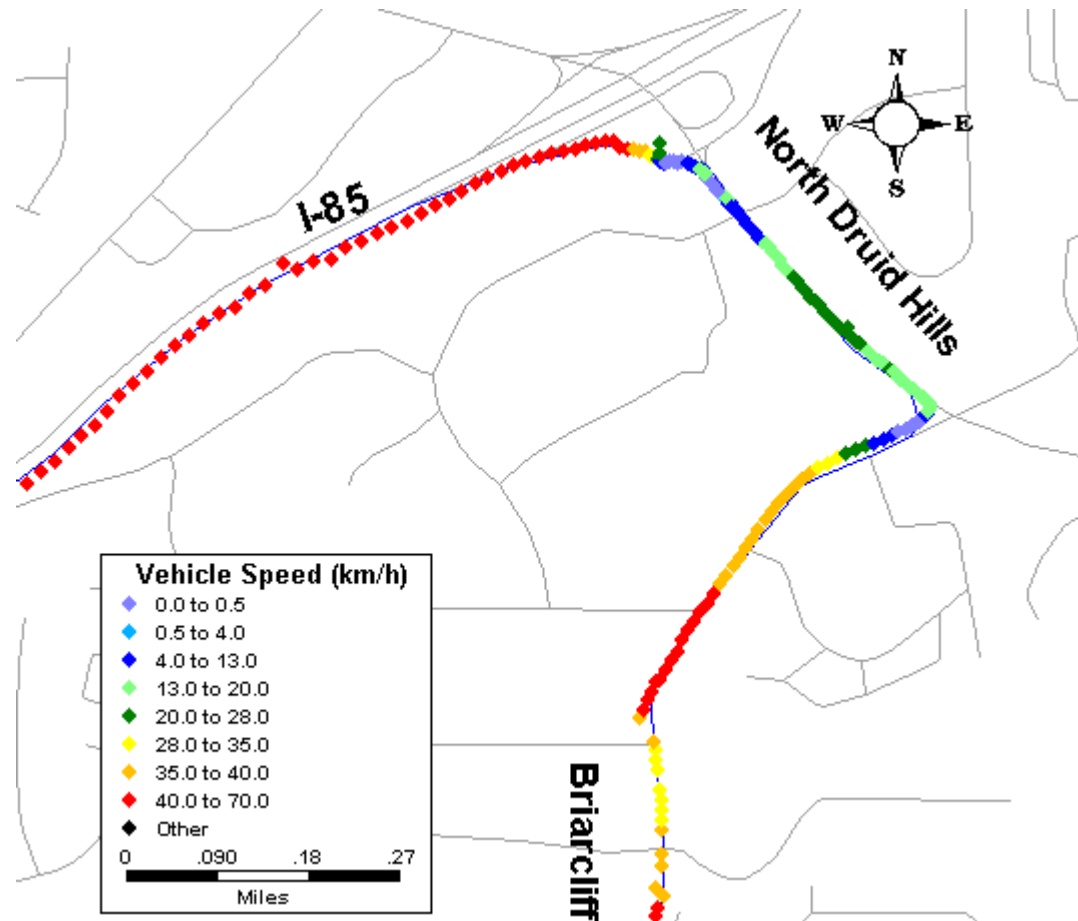 N
W E
S
I-85
North Druid Hills
Briarcliff
Vehicle Speed (km/h)
0.0 to 0.5
0.5 to 4.0
4.0 to 13.0
13.0 to 20.0
20.0 to 28.0
28.0 to 35.0
35.0 to 40.0
40.0 to 70.0
Other
0 .090 .18 .27
Miles